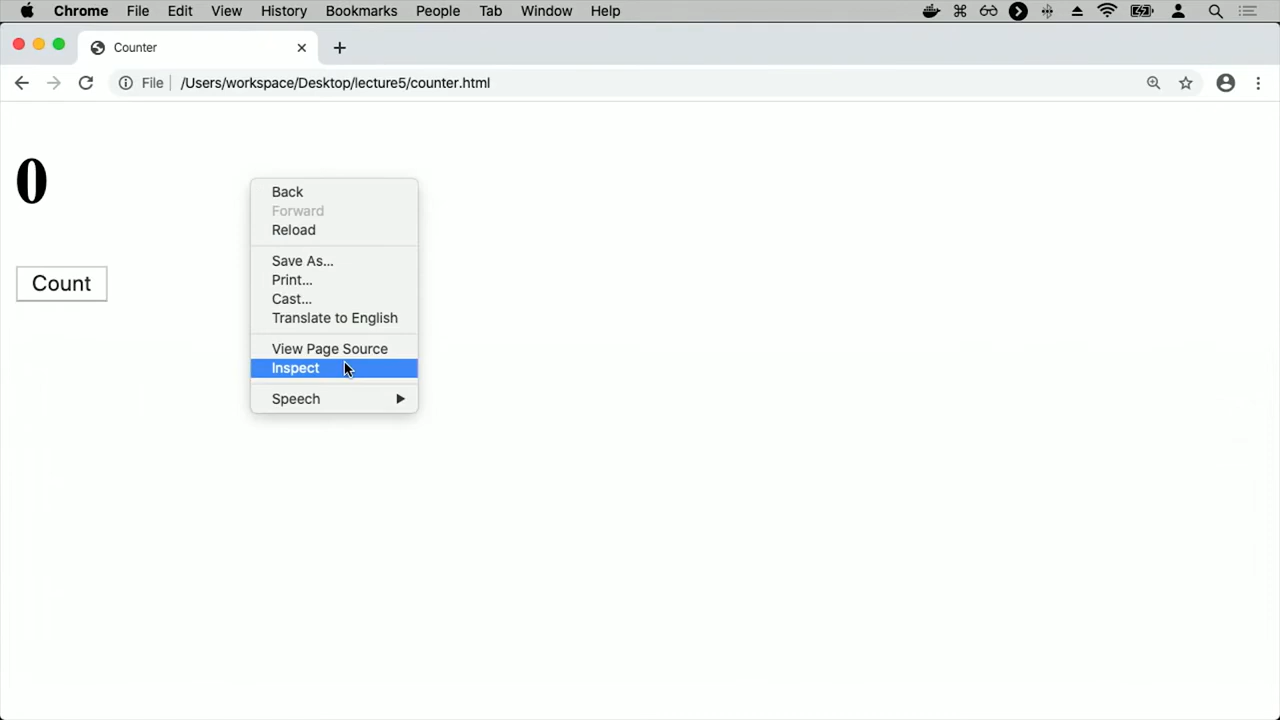 Chrome File Edit View History Bookmarks People Tab Window Help
Counter
File /Users/workspace/Desktop/lecture5/counter.html
0
Count
Back
Forward
Reload
Save As...
Print...
Cast...
Translate to English
View Page Source
Inspect
Speech